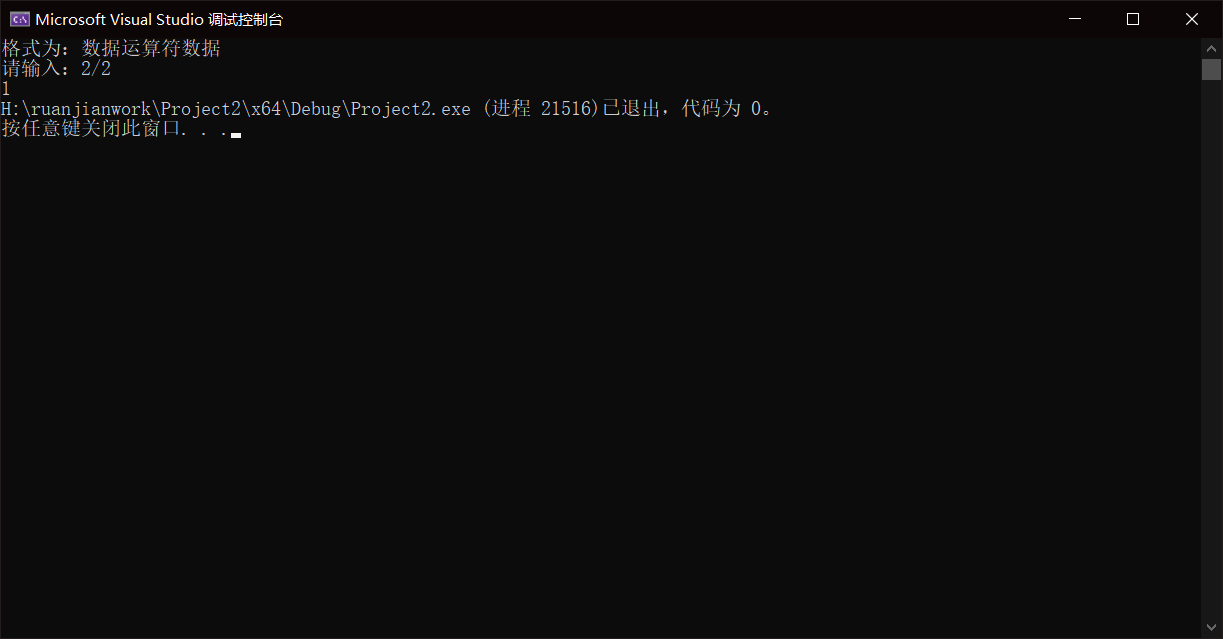 Microsoft Visual Studio 调试控制台
格式为：数据运算符数据
请输入：2/2
1
H:\ruanjianwork\Project2\x64\Debug\Project2.exe (进程 21516)已退出，代码为 0。
按任意键关闭此窗口. . .